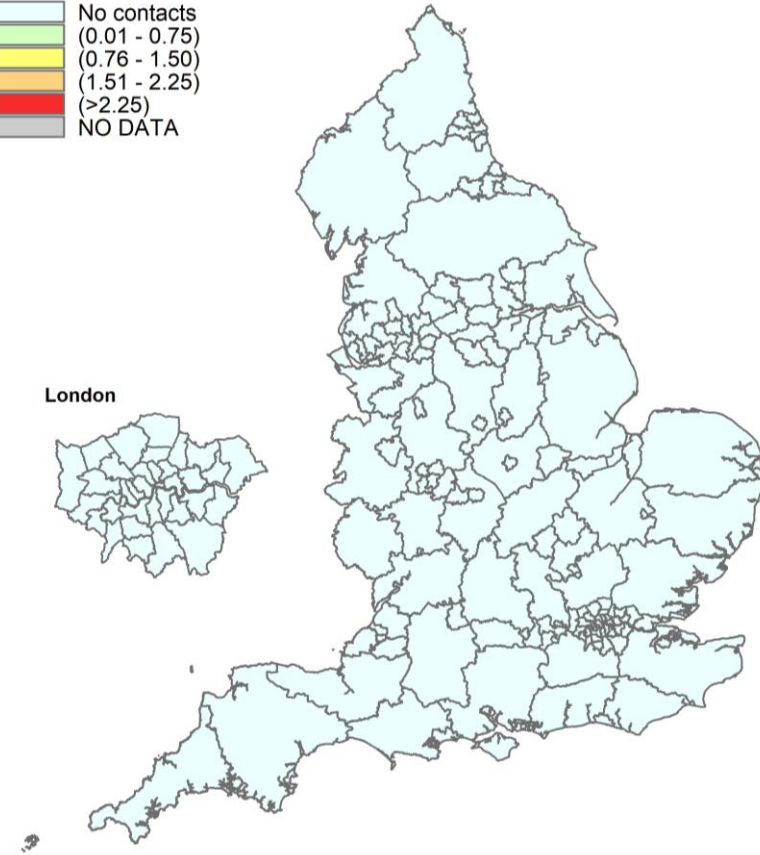 No contacts
(0.01 - 0.75)
(0.76 - 1.50)
(1.51 - 2.25)
(>2.25)
NO DATA
London